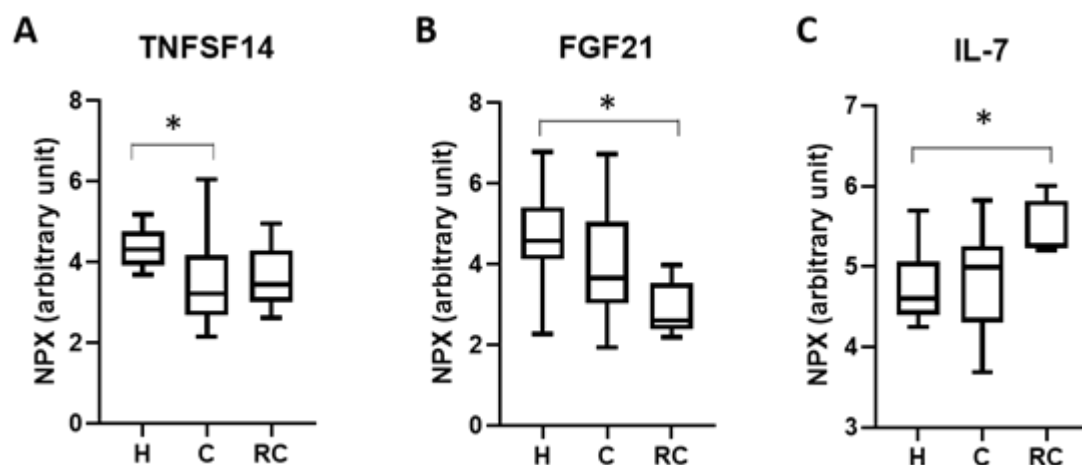 A
TNFSF14
NPX (arbitrary unit)
8
6
4
2
0
*
H C RC
B
FGF21
NPX (arbitrary unit)
8
6
4
2
0
*
H C RC
C
IL-7
NPX (arbitrary unit)
7
6
5
4
3
*
H C RC